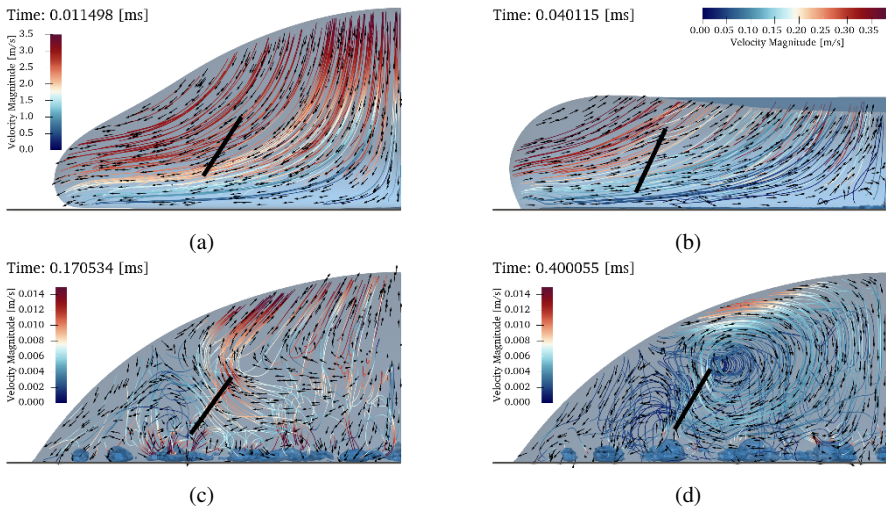 Time: 0.011498 [ms]
3.5
3.0
2.5
2.0
1.5
1.0
0.5
0.0
Velocity Magnitude [m/s]
(a)
Time: 0.040115 [ms]
0.00 0.05 0.10 0.15 0.20 0.25 0.30 0.35
Velocity Magnitude [m/s]
(b)
Time: 0.170534 [ms]
0.014
0.012
0.010
0.008
0.006
0.004
0.002
0.000
Velocity Magnitude [m/s]
(c)
Time: 0.400055 [ms]
0.014
0.012
0.010
0.008
0.006
0.004
0.002
0.000
Velocity Magnitude [m/s]
(d)